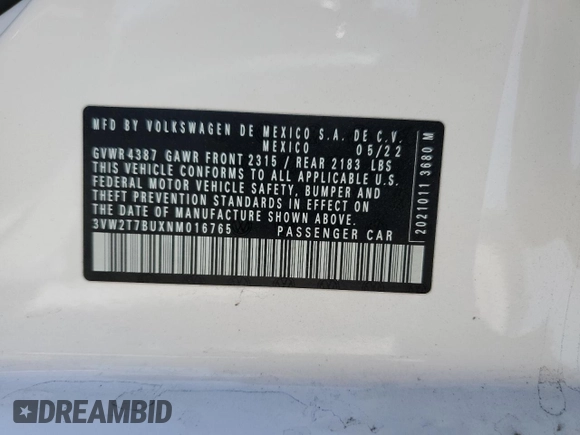 MFD BY VOLKSWAGEN DE MEXICO S.A. DE C.V.
MEXICO 05/22
GVWR 4387 GAWR FRONT 2315 / REAR 2183 LBS
THIS VEHICLE CONFORMS TO ALL APPLICABLE U.S.
FEDERAL MOTOR VEHICLE SAFETY, BUMPER AND
THEFT PREVENTION STANDARDS IN EFFECT ON
THE DATE OF MANUFACTURE SHOWN ABOVE.
3VW2T7BUXNM016765 PASSENGER CAR
2021011 3680 M
DREAMBID